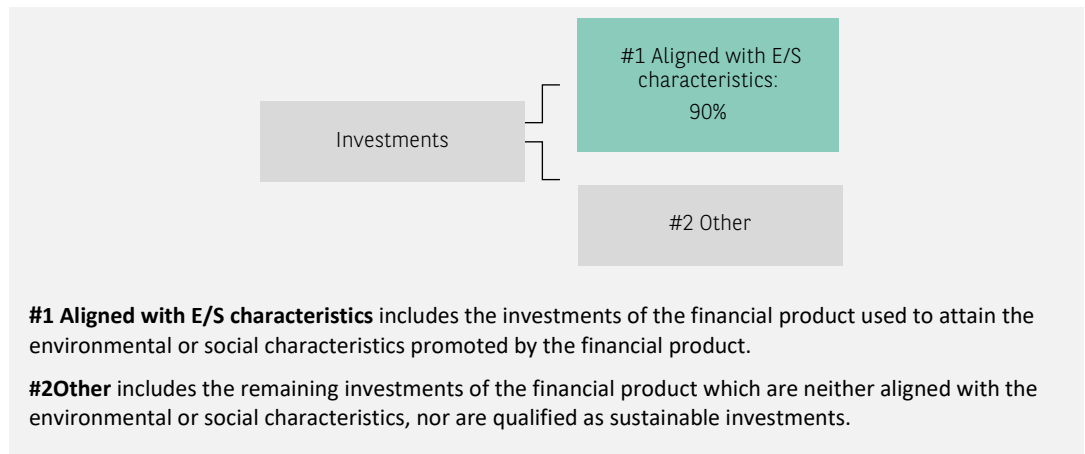 #1 Aligned with E/S
characteristics:
90%
Investments
#2 Other
#1 Aligned with E/S characteristics includes the investments of the financial product used to attain the
environmental or social characteristics promoted by the financial product.
#2Other includes the remaining investments of the financial product which are neither aligned with the
environmental or social characteristics, nor are qualified as sustainable investments.